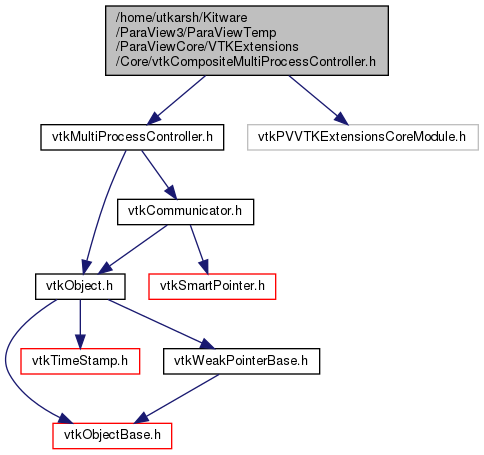 /home/utkarsh/Kitware
/ParaView3/ParaViewTemp
/ParaViewCore/VTKExtensions
/Core/vtkCompositeMultiProcessController.h
vtkMultiProcessController.h
vtkPVVTKExtensionsCoreModule.h
vtkCommunicator.h
vtkObject.h
vtkSmartPointer.h
vtkTimeStamp.h
vtkWeakPointerBase.h
vtkObjectBase.h